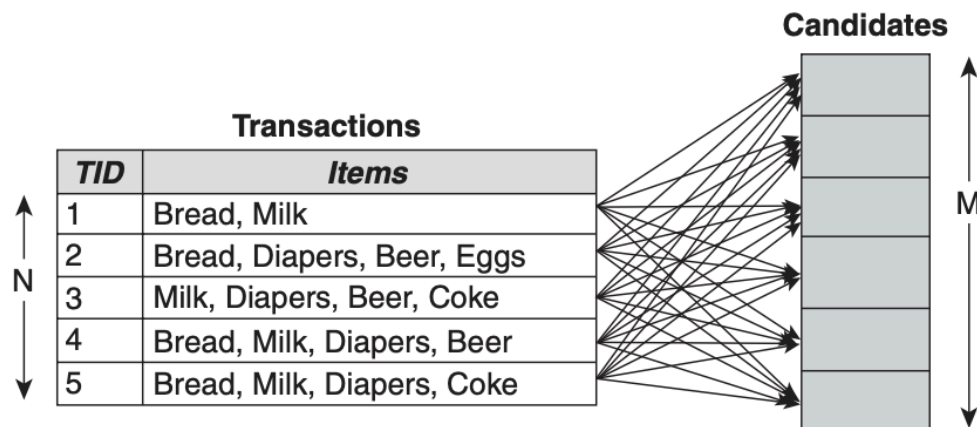 Candidates
Transactions
TID Items
1 Bread, Milk
2 Bread, Diapers, Beer, Eggs
3 Milk, Diapers, Beer, Coke
4 Bread, Milk, Diapers, Beer
5 Bread, Milk, Diapers, Coke
N
M